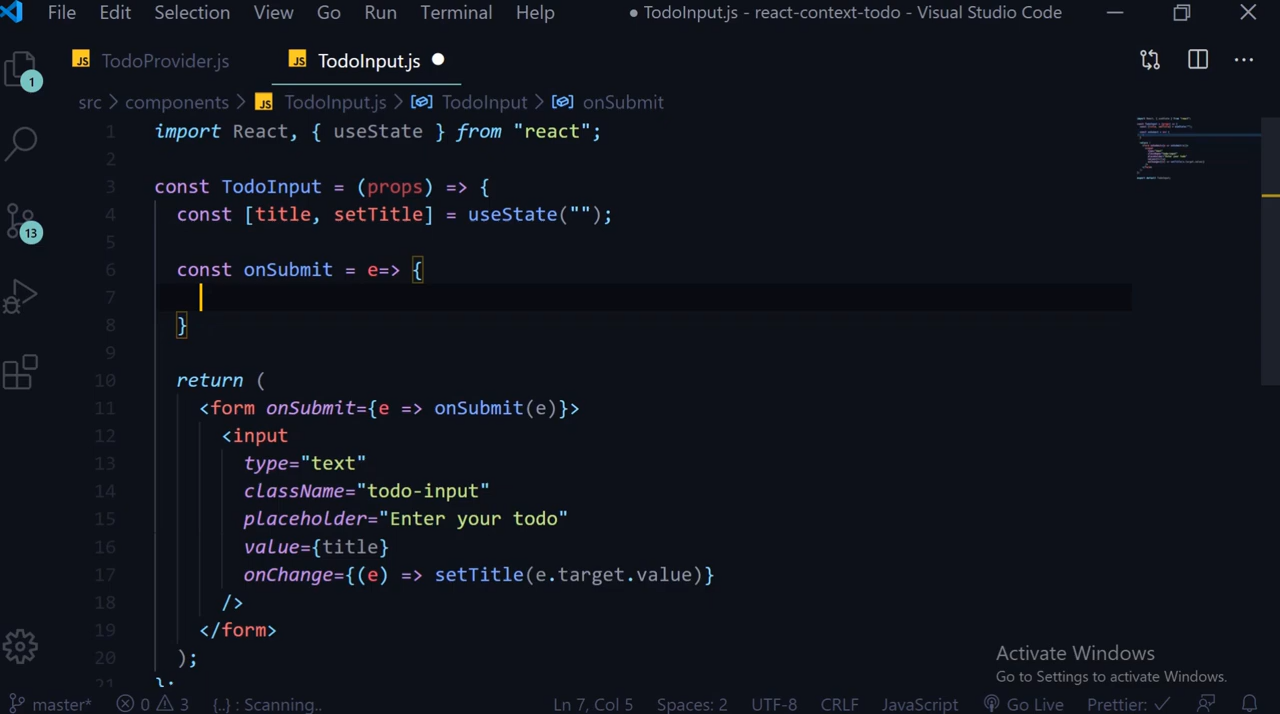 File Edit Selection View Go Run Terminal Help ● TodoInput.js - react-context-todo - Visual Studio Code
JS TodoProvider.js JS TodoInput.js
1
src > components > JS TodoInput.js > TodoInput > onSubmit
1 import React, { useState } from "react";
2
3 const TodoInput = (props) => {
4 const [title, setTitle] = useState("");
5
6 const onSubmit = e=> {
7
8 }
9
10 return (
11 <form onSubmit={e => onSubmit(e)}>
12 <input
13 type="text"
14 className="todo-input"
15 placeholder="Enter your todo"
16 value={title}
17 onChange={(e) => setTitle(e.target.value)}
18 />
19 </form>
20 );
21 };
13
Activate Windows
Go to Settings to activate Windows.
master* 0 3 {..} : Scanning.. Ln 7, Col 5 Spaces: 2 UTF-8 CRLF JavaScript Go Live Prettier: ✓